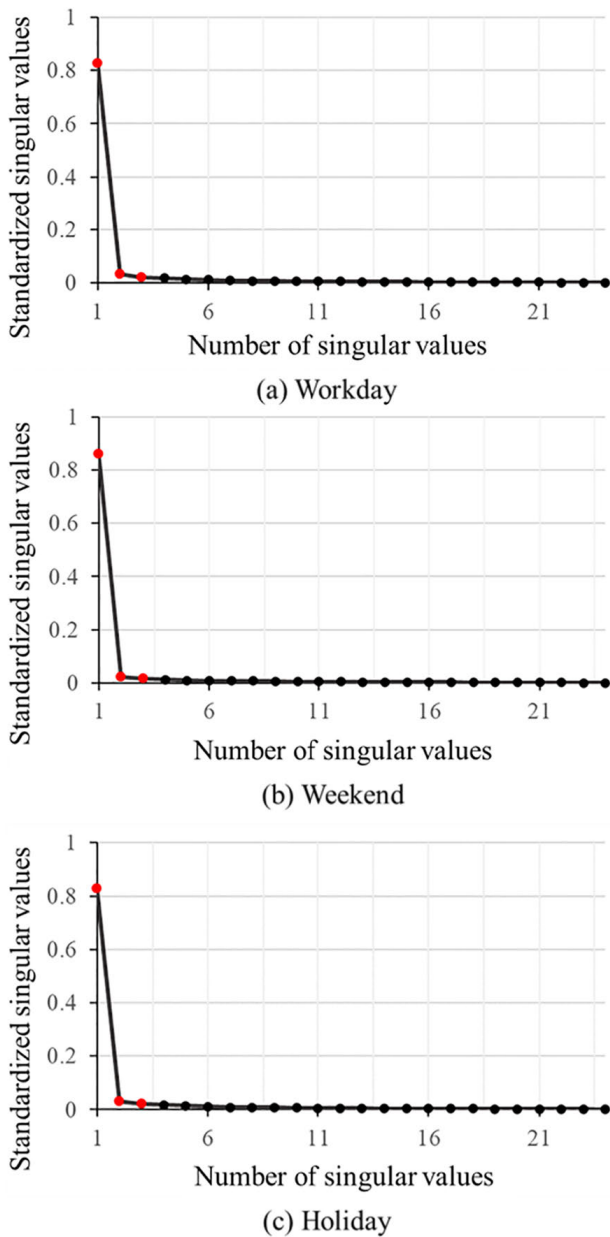 Standardized singular values
1
0.8
0.6
0.4
0.2
0
1 6 11 16 21
Number of singular values
(a) Workday
Standardized singular values
1
0.8
0.6
0.4
0.2
0
1 6 11 16 21
Number of singular values
(b) Weekend
Standardized singular values
1
0.8
0.6
0.4
0.2
0
1 6 11 16 21
Number of singular values
(c) Holiday